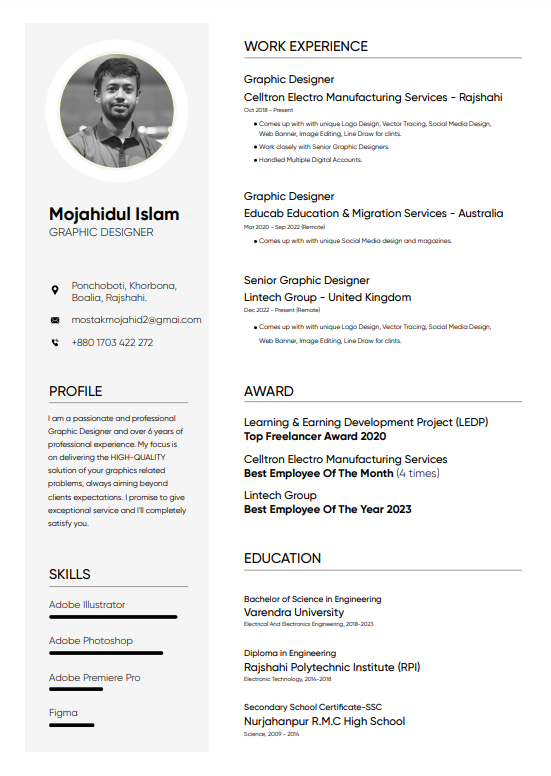 Mojahidul Islam
GRAPHIC DESIGNER
Ponchoboti, Khorbona,
Boalia, Rajshahi.
mostakmojahid2@gmai.com
+880 1703 422 272
PROFILE
I am a passionate and professional
Graphic Designer and over 6 years of
professional experience. My focus is
on delivering the HIGH-QUALITY
solution of your graphics related
problems, always aiming beyond
clients expectations. I promise to give
exceptional service and I'll completely
satisfy you.
SKILLS
Adobe Illustrator
Adobe Photoshop
Adobe Premiere Pro
Figma
WORK EXPERIENCE
Graphic Designer
Celltron Electro Manufacturing Services - Rajshahi
Oct 2018 - Present
• Comes up with with unique Logo Design, Vector Tracing, Social Media Design,
Web Banner, Image Editing, Line Draw for clints.
• Work closely with Senior Graphic Designers.
• Handled Multiple Digital Accounts.
Graphic Designer
Educab Education & Migration Services - Australia
Mar 2020 - Sep 2022 (Remote)
• Comes up with with unique Social Media design and magazines.
Senior Graphic Designer
Lintech Group - United Kingdom
Dec 2022 - Present (Remote)
• Comes up with with unique Logo Design, Vector Tracing, Social Media Design,
Web Banner, Image Editing, Line Draw for clints.
AWARD
Learning & Earning Development Project (LEDP)
Top Freelancer Award 2020
Celltron Electro Manufacturing Services
Best Employee Of The Month (4 times)
Lintech Group
Best Employee Of The Year 2023
EDUCATION
Bachelor of Science in Engineering
Varendra University
Electrical And Electronics Engineering, 2018-2023
Diploma in Engineering
Rajshahi Polytechnic Institute (RPI)
Electronic Technology, 2014-2018
Secondary School Certificate-SSC
Nurjahanpur R.M.C High School
Science, 2009 - 2014